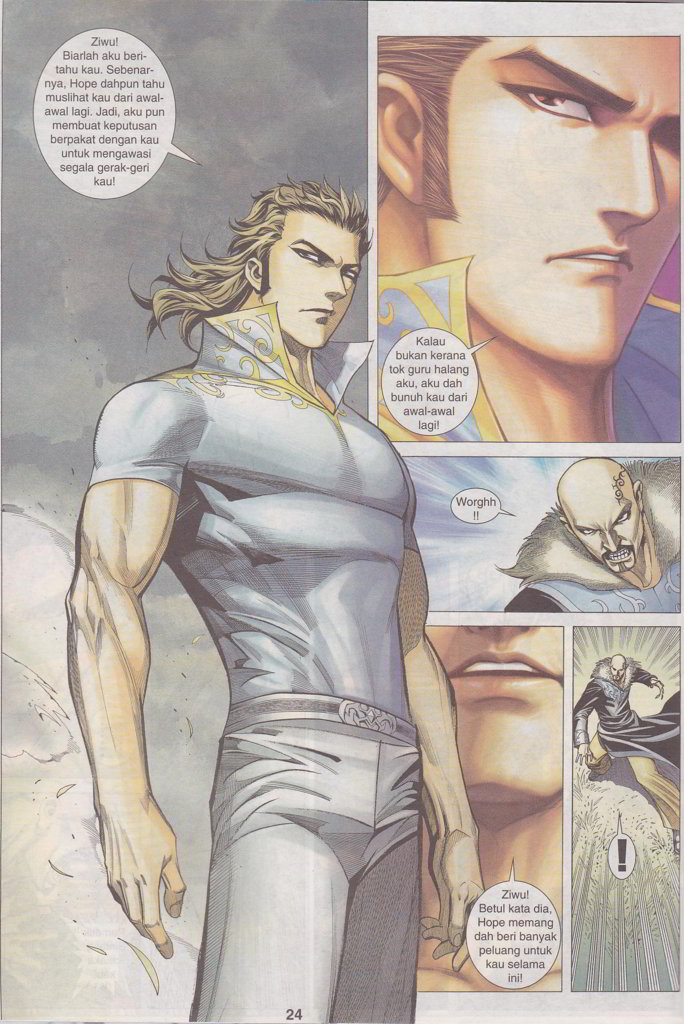 Ziwu!
Biarlah aku beri-
tahu kau. Sebenar-
nya, Hope dahpun tahu
muslihat kau dari awal-
awal lagi. Jadi, aku pun
membuat keputusan
berpakat dengan kau
untuk mengawasi
segala gerak-geri
kau!
Kalau
bukan kerana
tok guru halang
aku, aku dah
bunuh kau dari
awal-awal
lagi!
Worghh
!!
Ziwu!
Betul kata dia,
Hope memang
dah beri banyak
peluang untuk
kau selama
ini!
!
24